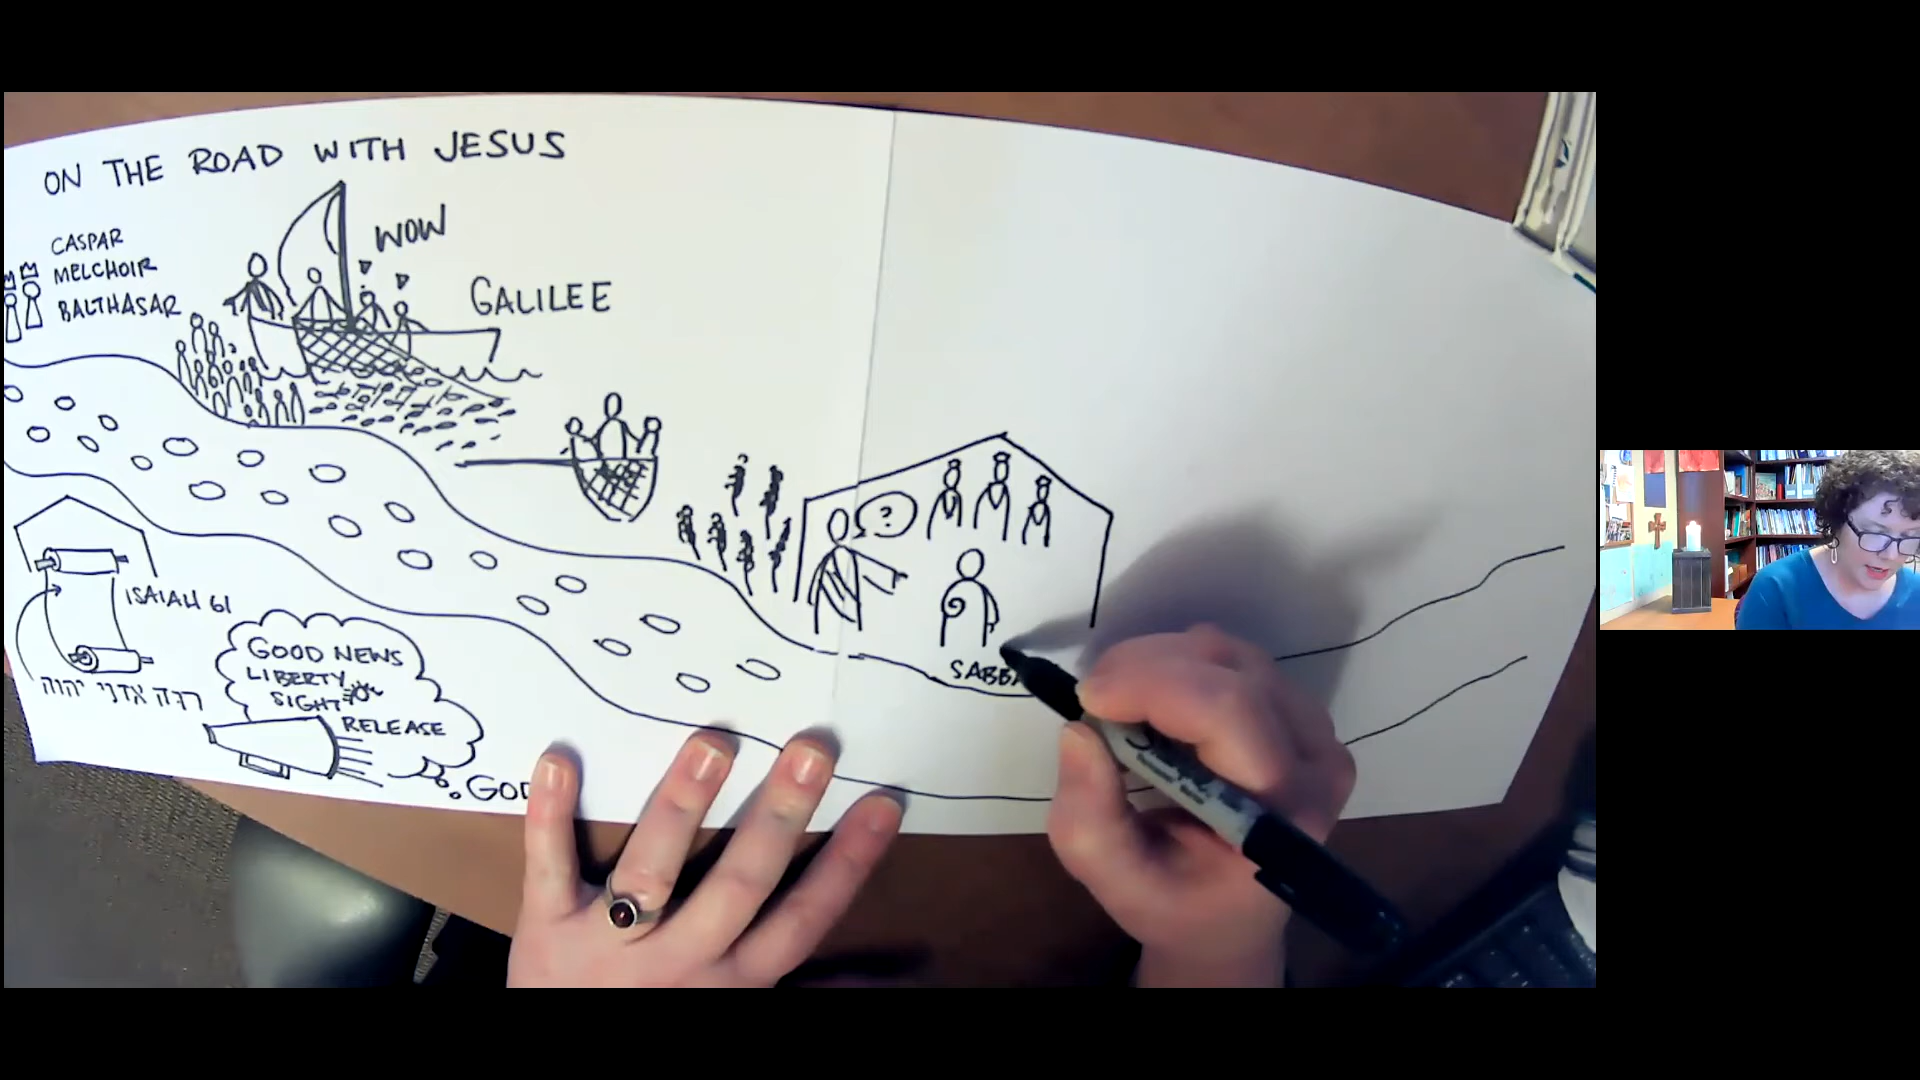 ON THE ROAD WITH JESUS
CASPAR
MELCHOIR
BALTHASAR
WOW
GALILEE
?
ISAIAH 61
רוח אדני יהוה
GOOD NEWS
LIBERTY
SIGHT
RELEASE
GOD
SABBA